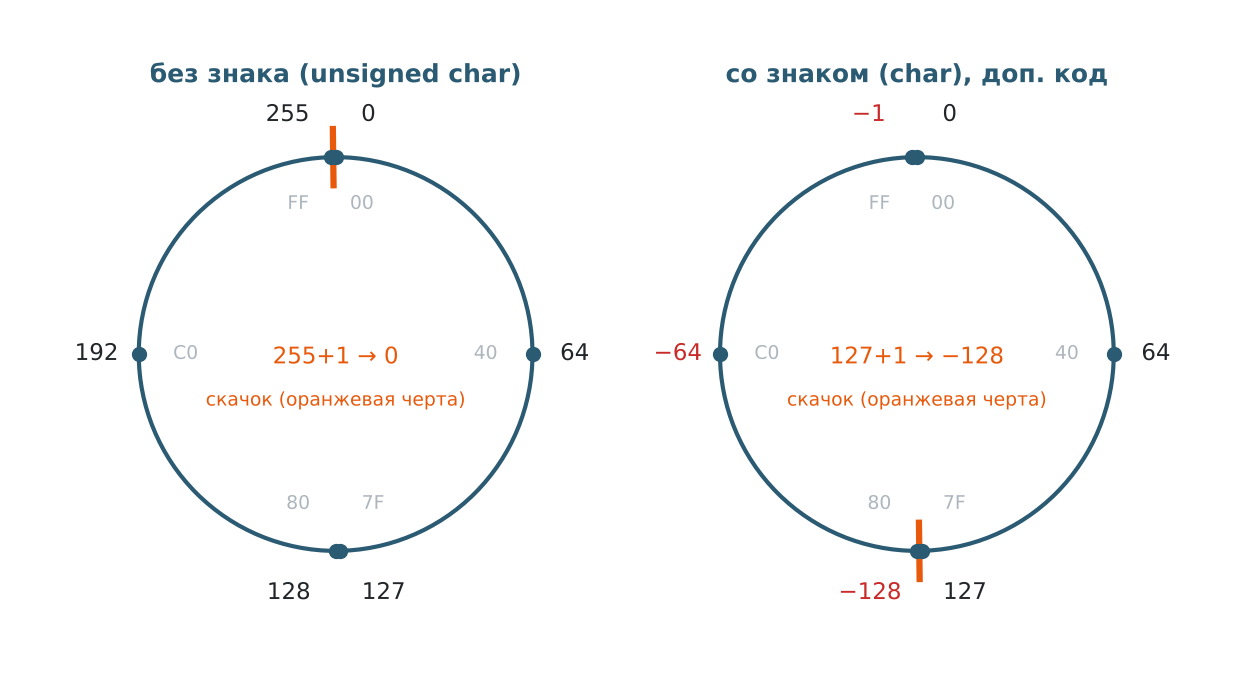 без знака (unsigned char)
255 0
FF 00
192 C0 255+1 → 0 40 64
скачок (оранжевая черта)
80 7F
128 127
со знаком (char), доп. код
−1 0
FF 00
−64 C0 127+1 → −128 40 64
скачок (оранжевая черта)
80 7F
−128 127